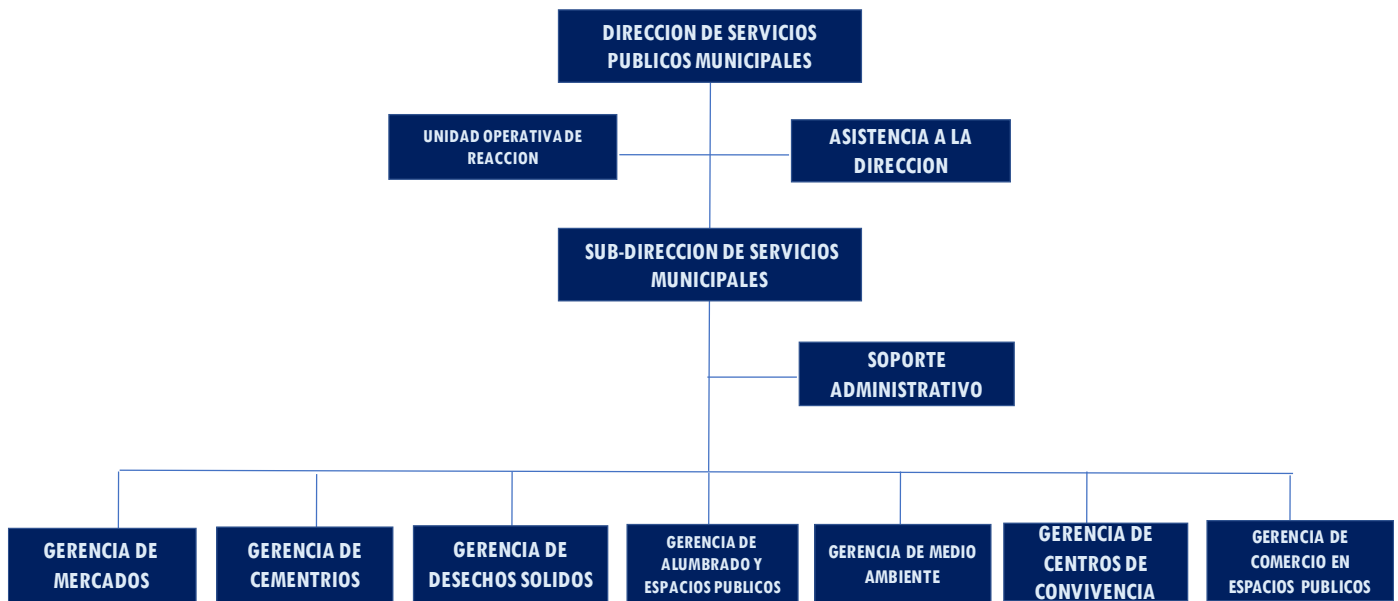 DIRECCION DE SERVICIOS
PUBLICOS MUNICIPALES
UNIDAD OPERATIVA DE
REACCION
ASISTENCIA A LA
DIRECCION
SUB-DIRECCION DE SERVICIOS
MUNICIPALES
SOPORTE
ADMINISTRATIVO
GERENCIA DE
MERCADOS
GERENCIA DE
CEMENTRIOS
GERENCIA DE
DESECHOS SOLIDOS
GERENCIA DE
ALUMBRADO Y
ESPACIOS PUBLICOS
GERENCIA DE MEDIO
AMBIENTE
GERENCIA DE
CENTROS DE
CONVIVENCIA
GERENCIA DE
COMERCIO EN
ESPACIOS PUBLICOS